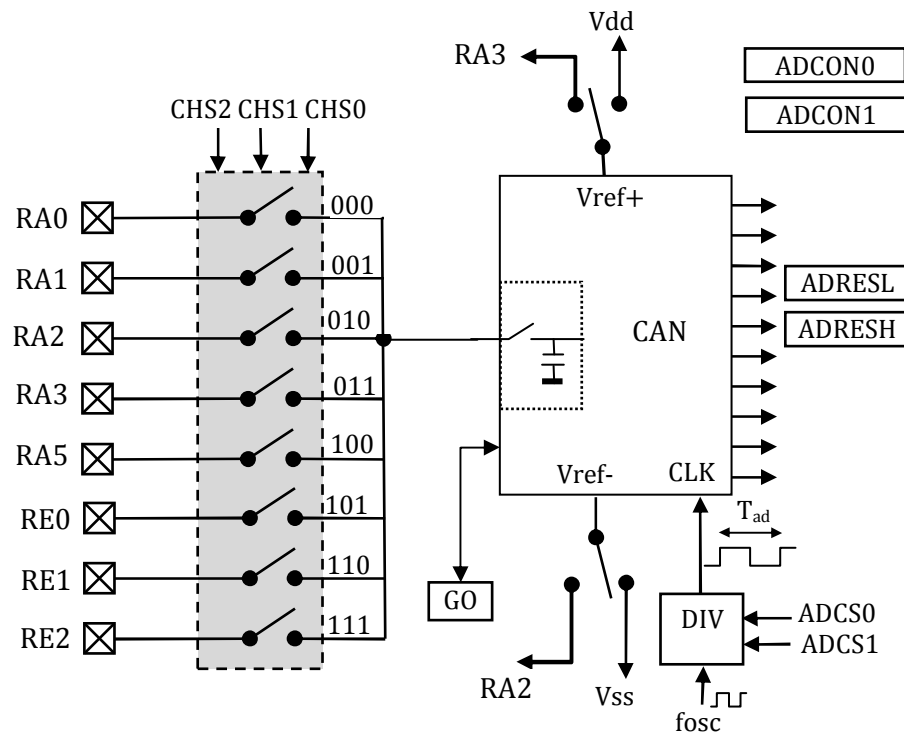 Vdd
RA3
ADCON0
ADCON1
CHS2 CHS1 CHS0
Vref+
RA0 000
RA1 001
RA2 010
RA3 011
RA5 100
RE0 101
RE1 110
RE2 111
CAN
ADRESL
ADRESH
Vref- CLK
Tad
GO
DIV
ADCS0
ADCS1
RA2
Vss
fosc